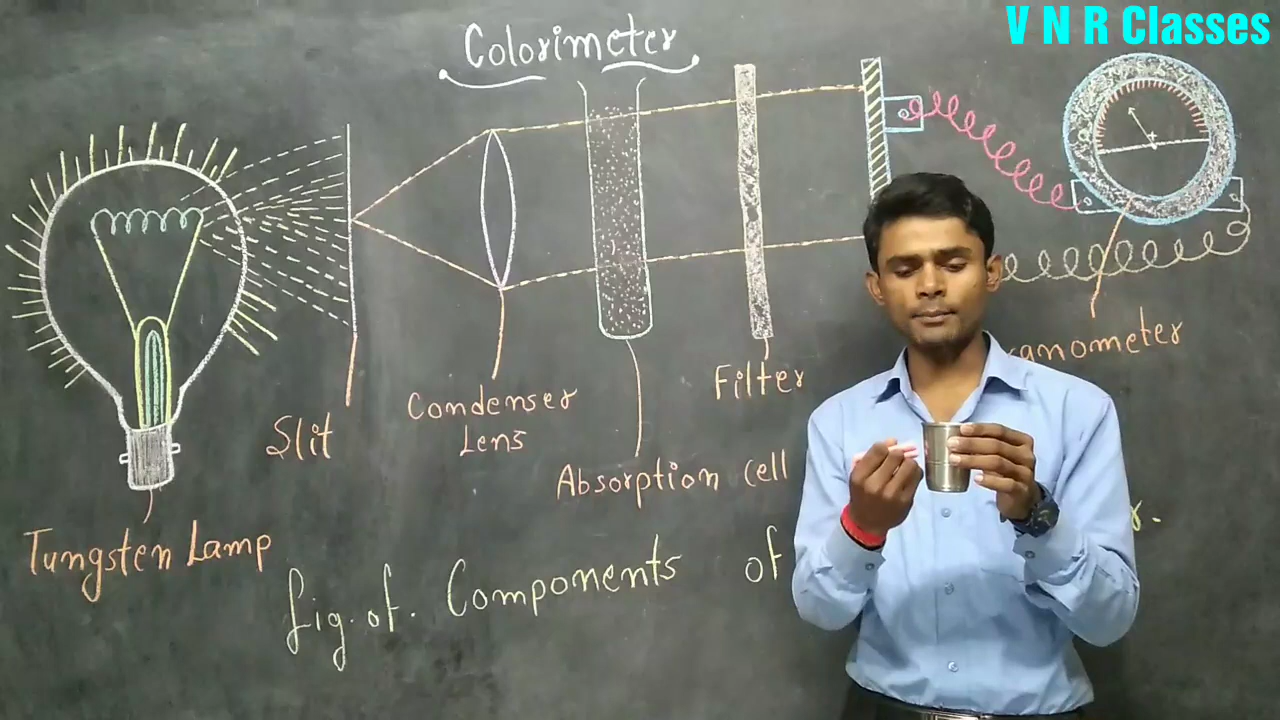 V N R Classes
Colorimeter
Slit
Condenser
Lens
Filter
Absorption cell
Tungsten Lamp
fig. of. Components of